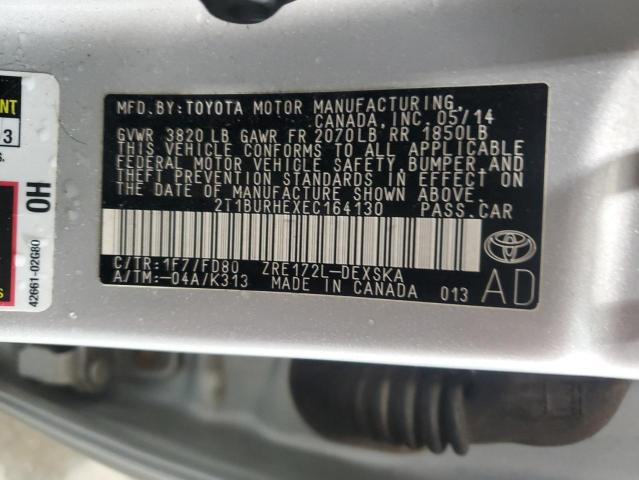 MFD.BY:TOYOTA MOTOR MANUFACTURING,
CANADA, INC. 05/14
GVWR 3820 LB GAWR FR 2070LB, RR 1850LB
THIS VEHICLE CONFORMS TO ALL APPLICABLE
FEDERAL MOTOR VEHICLE SAFETY, BUMPER AND
THEFT PREVENTION STANDARDS IN EFFECT ON
THE DATE OF MANUFACTURE SHOWN ABOVE.
2T1BURHEXEC164130 PASS.CAR
C/TR:1F7/FD80 ZRE172L-DEXSKA
A/TM:-04A/K313 MADE IN CANADA 013
AD
TOYOTA
OH
42661-02G80